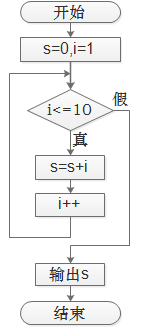 开始
s=0,i=1
i<=10
假
真
s=s+i
i++
输出s
结束